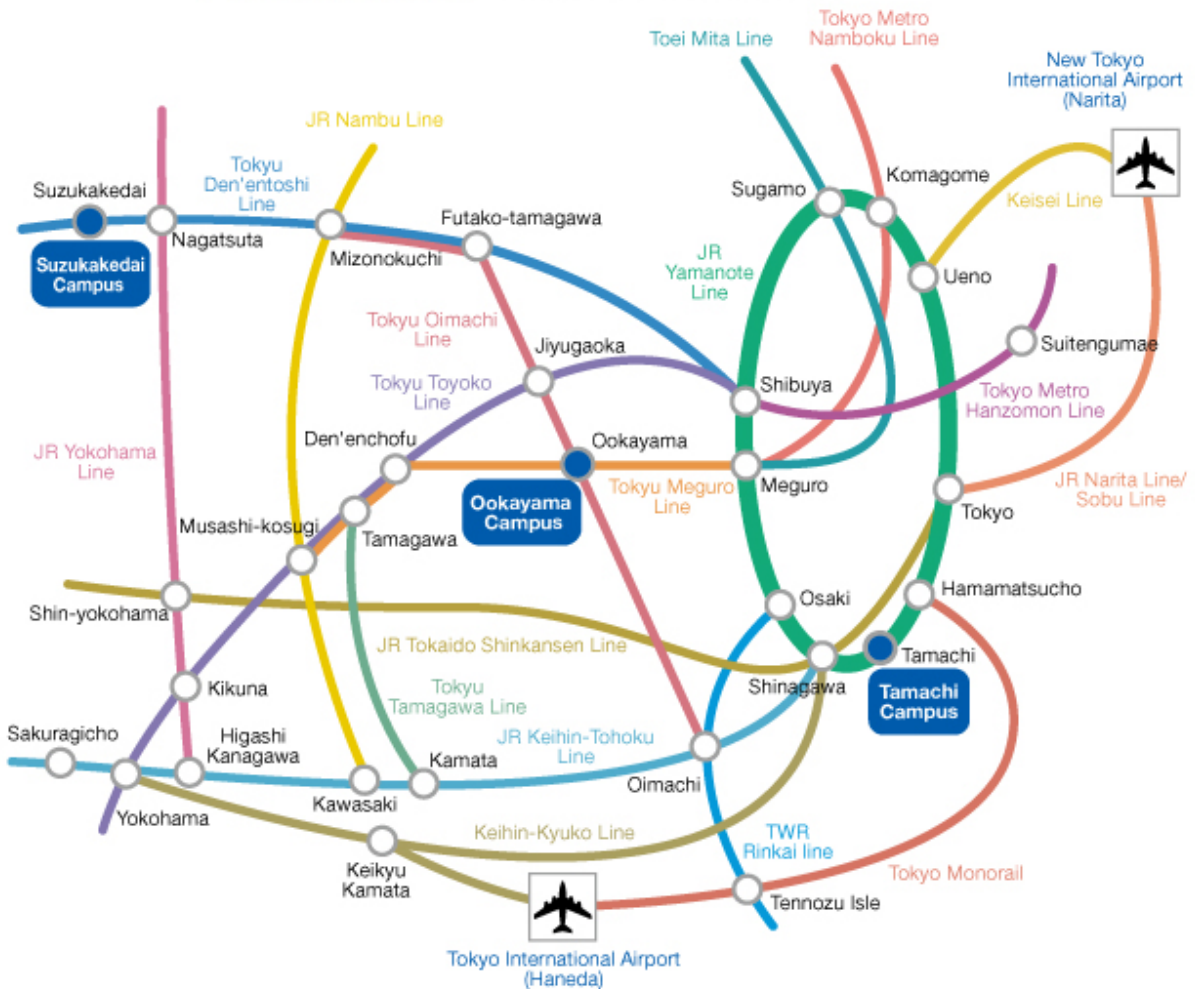 Toei Mita Line
Tokyo Metro
Namboku Line
New Tokyo
International Airport
(Narita)
JR Nambu Line
Tokyu
Den'entoshi
Line
Suzukakedai
Nagatsuta
Suzukakedai
Campus
Mizonokuchi
Futako-tamagawa
Sugamo
Komagome
Keisei Line
JR
Yamanote
Line
Ueno
Tokyu Oimachi
Line
Jiyugaoka
Suitengumae
Tokyu Toyoko
Line
Shibuya
Tokyo Metro
Hanzomon Line
Den'enchofu
Ookayama
JR Yokohama
Line
Ookayama
Campus
Tokyu Meguro
Line
Meguro
JR Narita Line/
Sobu Line
Tokyo
Musashi-kosugi
Tamagawa
Shin-yokohama
Osaki
Hamamatsucho
JR Tokaido Shinkansen Line
Tamachi
Shinagawa
Tamachi
Campus
Kikuna
Tokyu
Tamagawa Line
Sakuragicho
Higashi
Kanagawa
JR Keihin-Tohoku
Line
Kamata
Oimachi
Yokohama
Kawasaki
Keihin-Kyuko Line
TWR
Rinkai line
Keikyu
Kamata
Tokyo Monorail
Tennozu Isle
Tokyo International Airport
(Haneda)